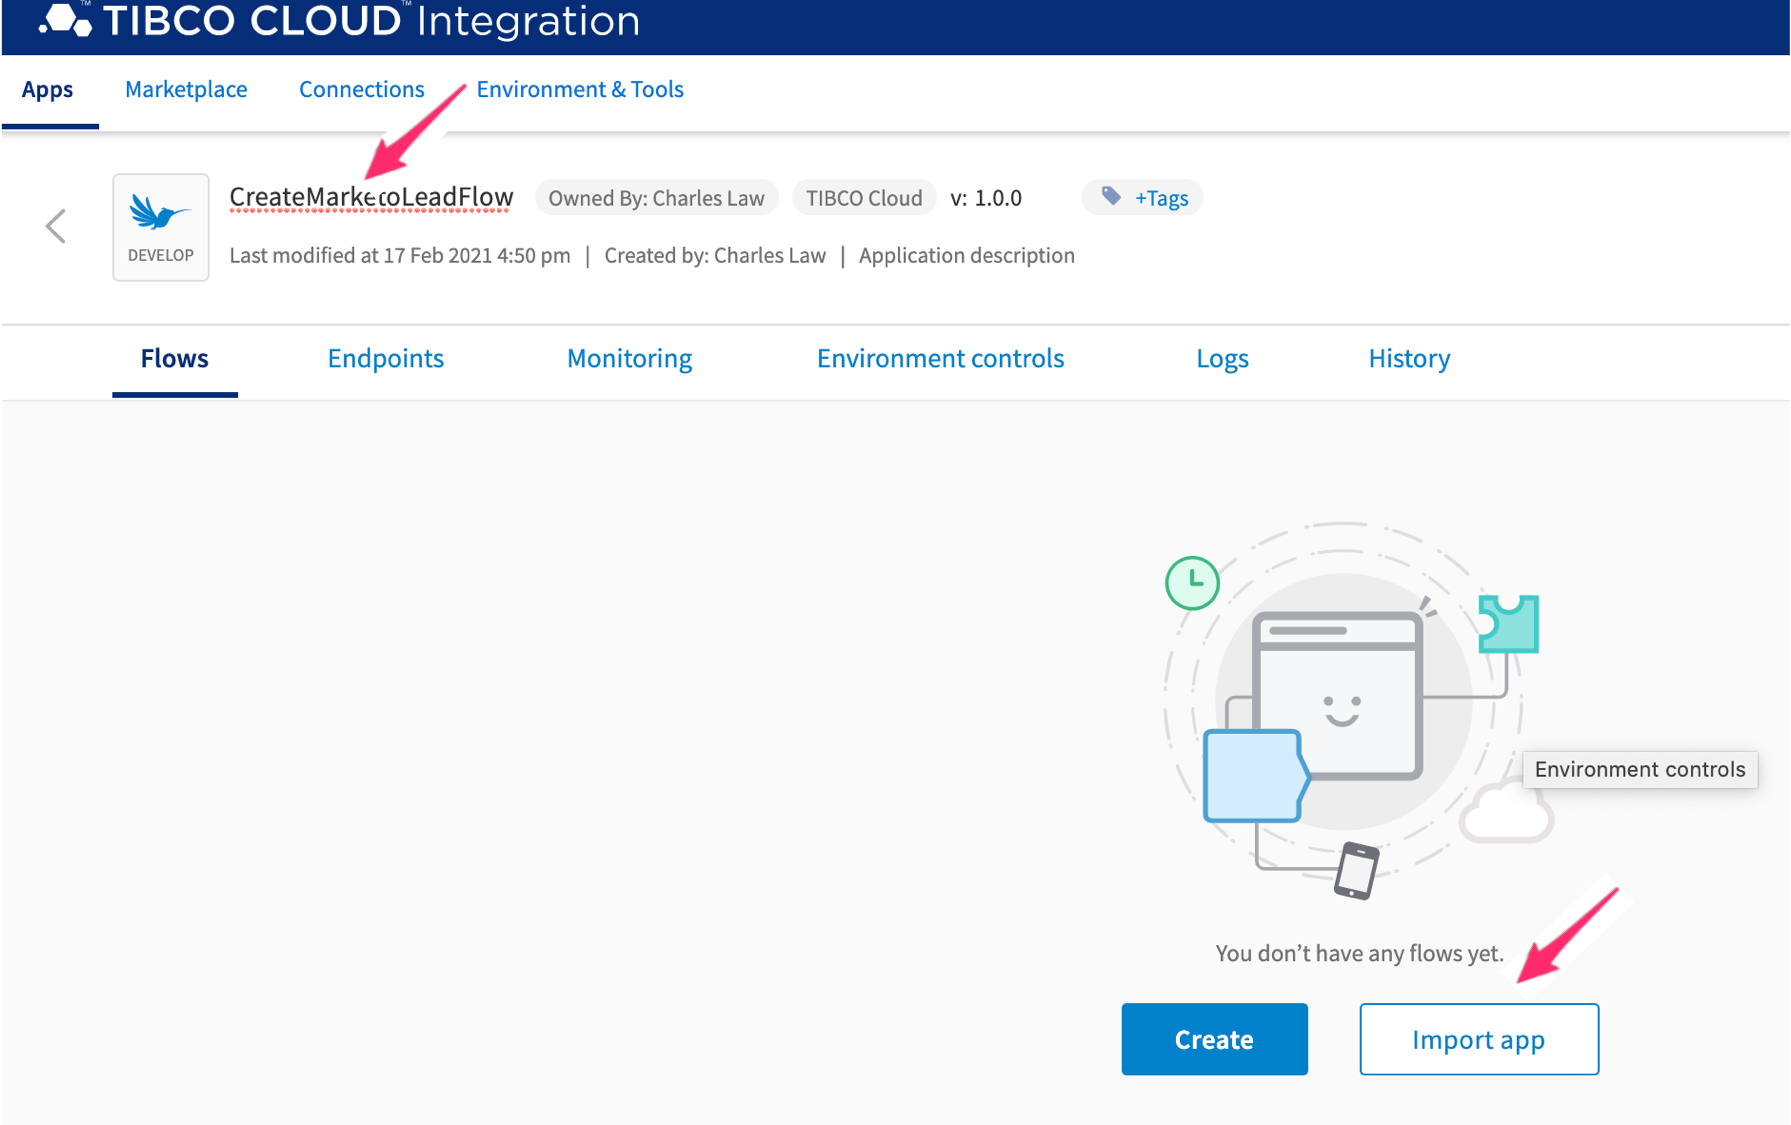 TIBCO CLOUD™ Integration
Apps Marketplace Connections Environment & Tools
CreateMarketoLeadFlow Owned By: Charles Law TIBCO Cloud v: 1.0.0 +Tags
DEVELOP
Last modified at 17 Feb 2021 4:50 pm | Created by: Charles Law | Application description
Flows Endpoints Monitoring Environment controls Logs History
Environment controls
You don’t have any flows yet.
Create Import app